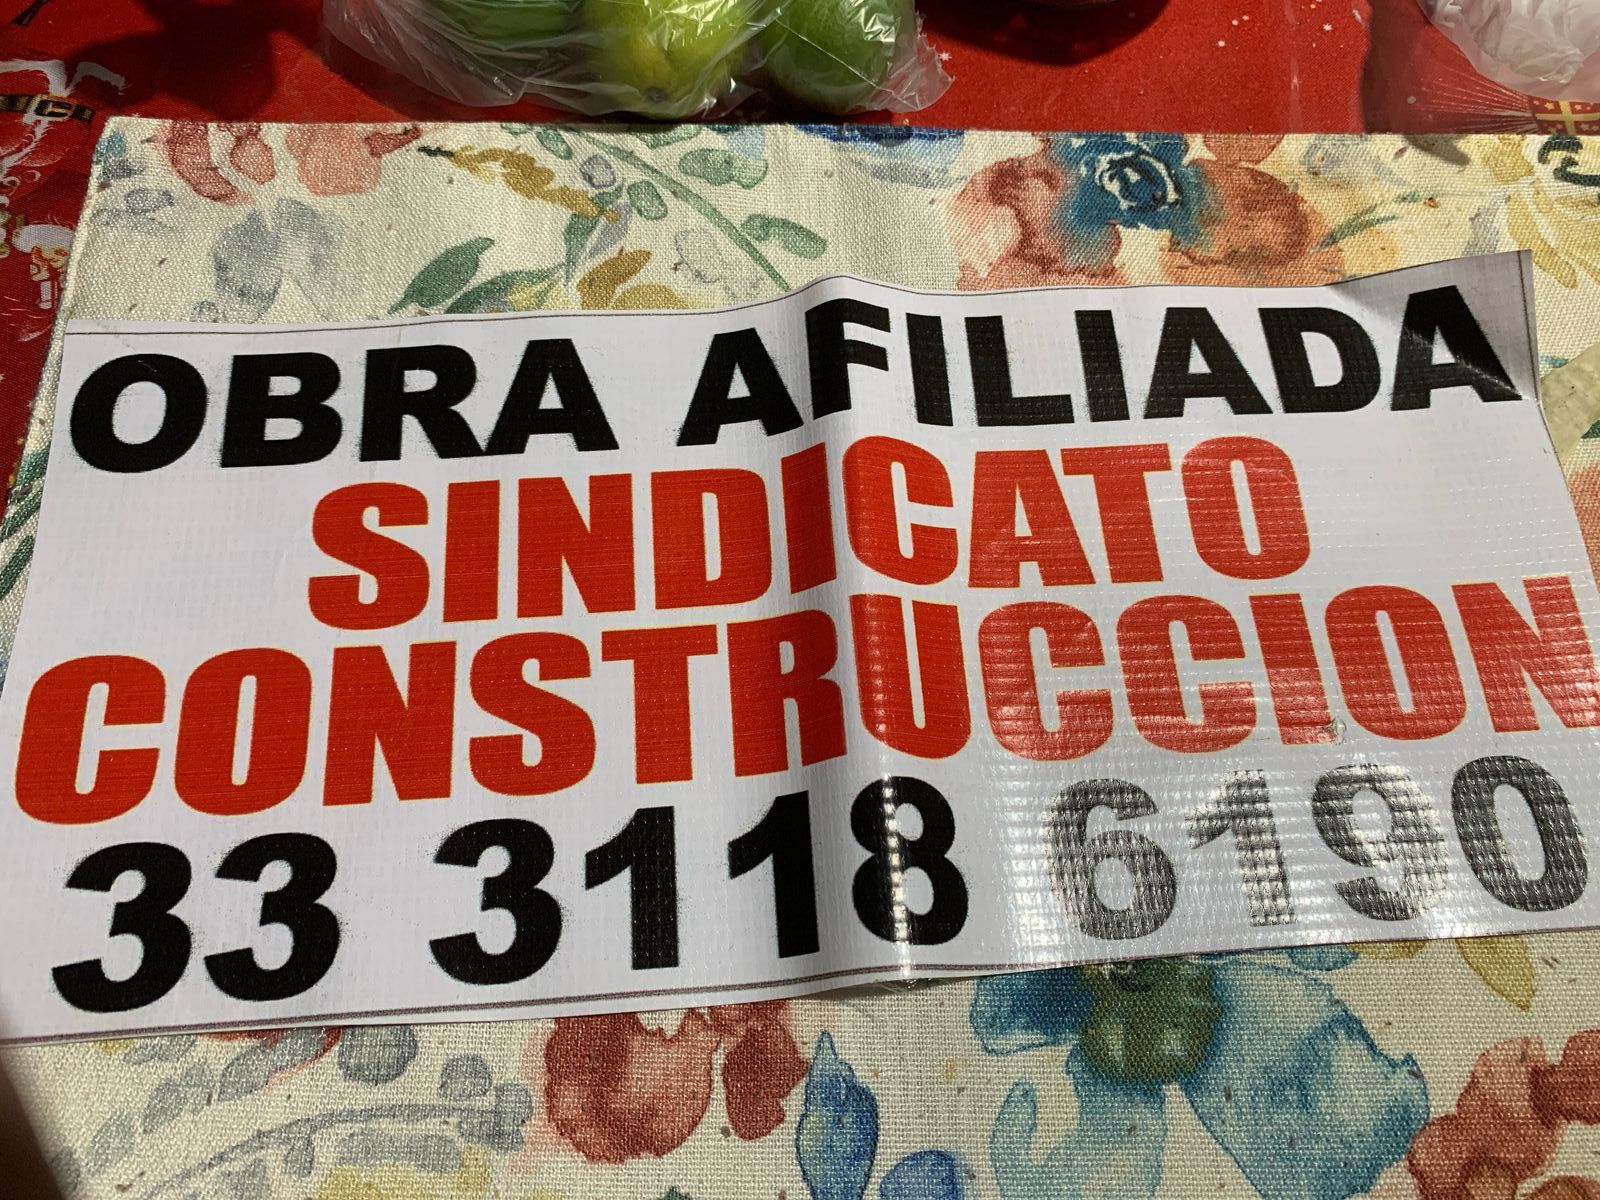 OBRA AFILIADA
SINDICATO
CONSTRUCCION
33 3118 6190